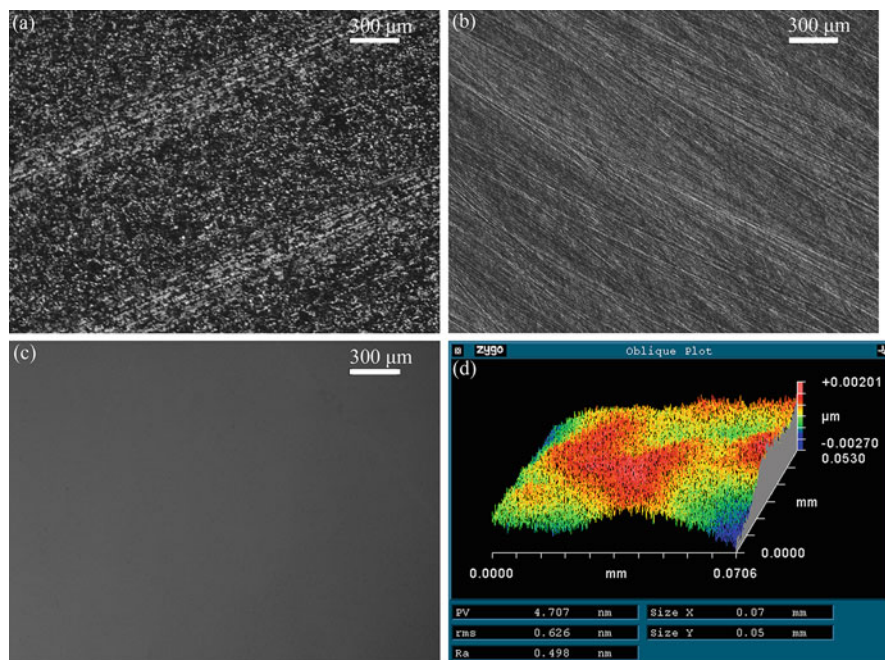 (a)
300 μm
(b)
300 μm
(c)
300 μm
zygo Oblique Plot
(d)
+0.00201
μm
-0.00270
0.0530
mm
0.0000
0.0000 mm 0.0706
PV 4.707 nm Size X 0.07 mm
rms 0.626 nm Size Y 0.05 mm
Ra 0.498 nm